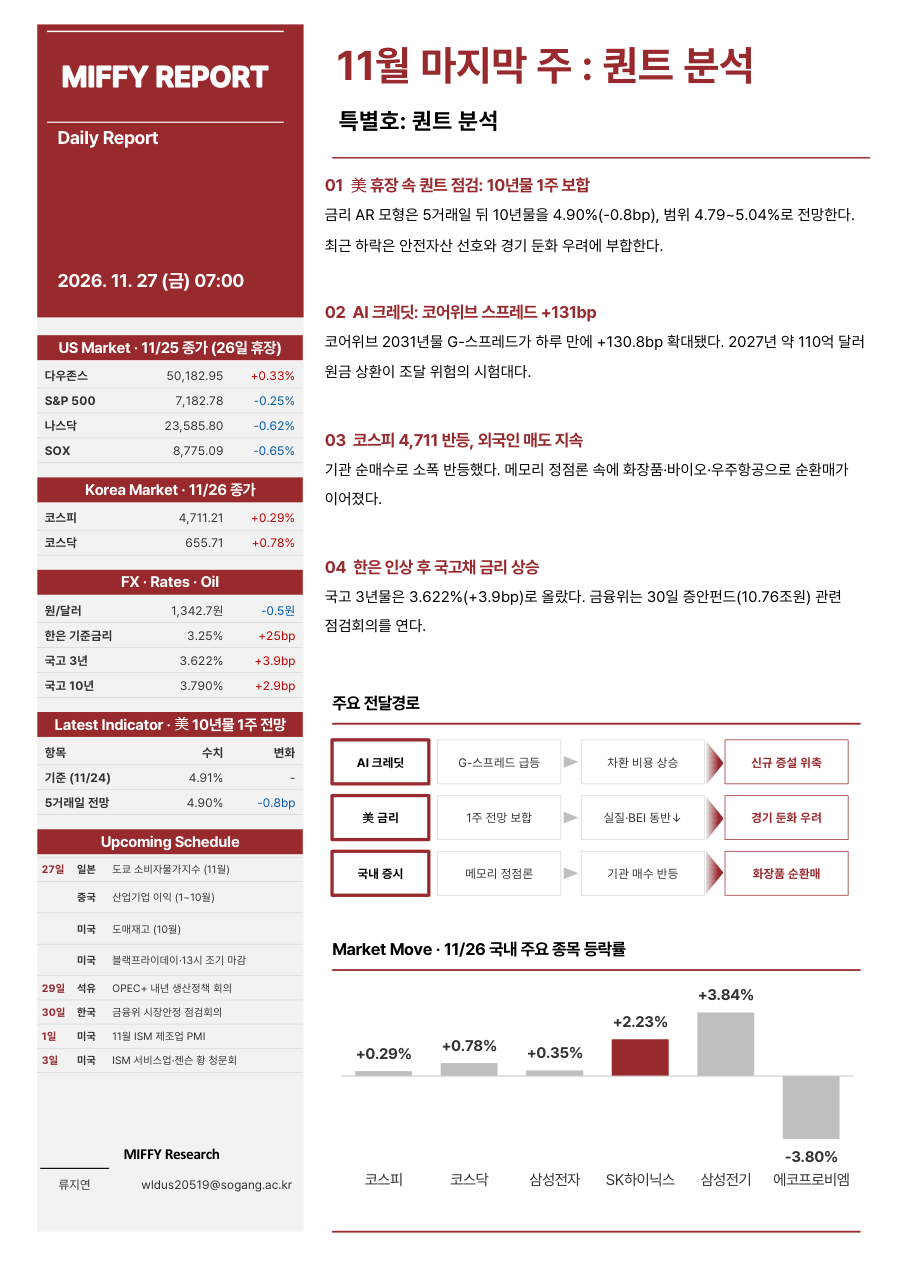 MIFFY REPORT
Daily Report
2026. 11. 27 (금) 07:00
US Market · 11/25 종가 (26일 휴장)
다우존스 50,182.95 +0.33%
S&P 500 7,182.78 -0.25%
나스닥 23,585.80 -0.62%
SOX 8,775.09 -0.65%
Korea Market · 11/26 종가
코스피 4,711.21 +0.29%
코스닥 655.71 +0.78%
FX · Rates · Oil
원/달러 1,342.7원 -0.5원
한은 기준금리 3.25% +25bp
국고 3년 3.622% +3.9bp
국고 10년 3.790% +2.9bp
Latest Indicator · 美 10년물 1주 전망
항목 수치 변화
기준 (11/24) 4.91% -
5거래일 전망 4.90% -0.8bp
Upcoming Schedule
27일 일본 도쿄 소비자물가지수 (11월)
중국 산업기업 이익 (1~10월)
미국 도매재고 (10월)
미국 블랙프라이데이·13시 조기 마감
29일 석유 OPEC+ 내년 생산정책 회의
30일 한국 금융위 시장안정 점검회의
1일 미국 11월 ISM 제조업 PMI
3일 미국 ISM 서비스업·젠슨 황 청문회
MIFFY Research
류지연 wldus20519@sogang.ac.kr
11월 마지막 주 : 퀀트 분석
특별호: 퀀트 분석
01 美 휴장 속 퀀트 점검: 10년물 1주 보합
금리 AR 모형은 5거래일 뒤 10년물을 4.90%(-0.8bp), 범위 4.79~5.04%로 전망한다.
최근 하락은 안전자산 선호와 경기 둔화 우려에 부합한다.
02 AI 크레딧: 코어위브 스프레드 +131bp
코어위브 2031년물 G-스프레드가 하루 만에 +130.8bp 확대됐다. 2027년 약 110억 달러
원금 상환이 조달 위험의 시험대다.
03 코스피 4,711 반등, 외국인 매도 지속
기관 순매수로 소폭 반등했다. 메모리 정점론 속에 화장품·바이오·우주항공으로 순환매가
이어졌다.
04 한은 인상 후 국고채 금리 상승
국고 3년물은 3.622%(+3.9bp)로 올랐다. 금융위는 30일 증안펀드(10.76조원) 관련
점검회의를 연다.
주요 전달경로
AI 크레딧 G-스프레드 급등 차환 비용 상승 신규 증설 위축
美 금리 1주 전망 보합 실질·BEI 동반↓ 경기 둔화 우려
국내 증시 메모리 정점론 기관 매수 반등 화장품 순환매
Market Move · 11/26 국내 주요 종목 등락률
+0.29% +0.78% +0.35% +2.23% +3.84% -3.80%
코스피 코스닥 삼성전자 SK하이닉스 삼성전기 에코프로비엠